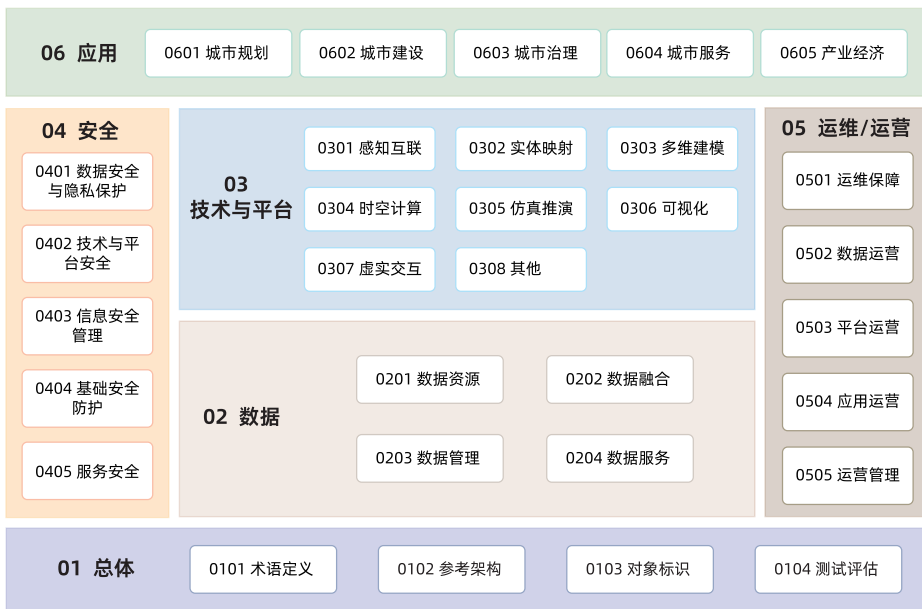 06 应用
0601 城市规划
0602 城市建设
0603 城市治理
0604 城市服务
0605 产业经济
04 安全
0401 数据安全
与隐私保护
0402 技术与平
台安全
0403 信息安全
管理
0404 基础安全
防护
0405 服务安全
03
技术与平台
0301 感知互联
0302 实体映射
0303 多维建模
0304 时空计算
0305 仿真推演
0306 可视化
0307 虚实交互
0308 其他
02 数据
0201 数据资源
0202 数据融合
0203 数据管理
0204 数据服务
05 运维/运营
0501 运维保障
0502 数据运营
0503 平台运营
0504 应用运营
0505 运营管理
01 总体
0101 术语定义
0102 参考架构
0103 对象标识
0104 测试评估